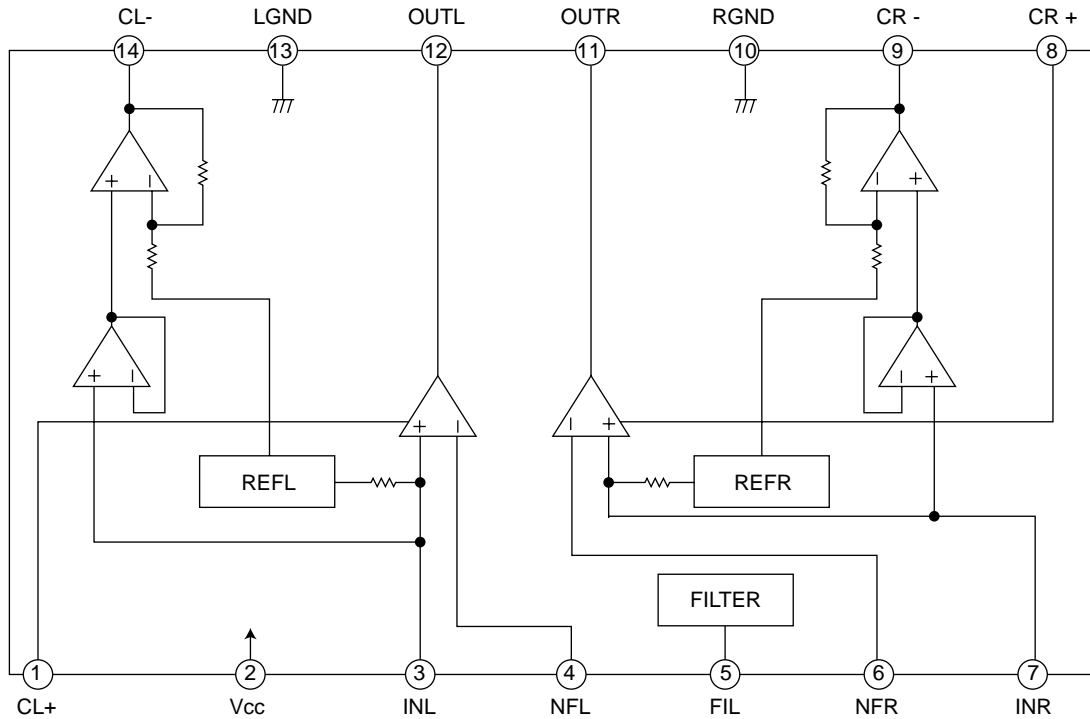 CL- LGND OUTL OUTR RGND CR - CR +
14 13 12 11 10 9 8
+ − − +
+ − − +
+ − − +
REFL REFR
FILTER
1 2 3 4 5 6 7
CL+ Vcc INL NFL FIL NFR INR